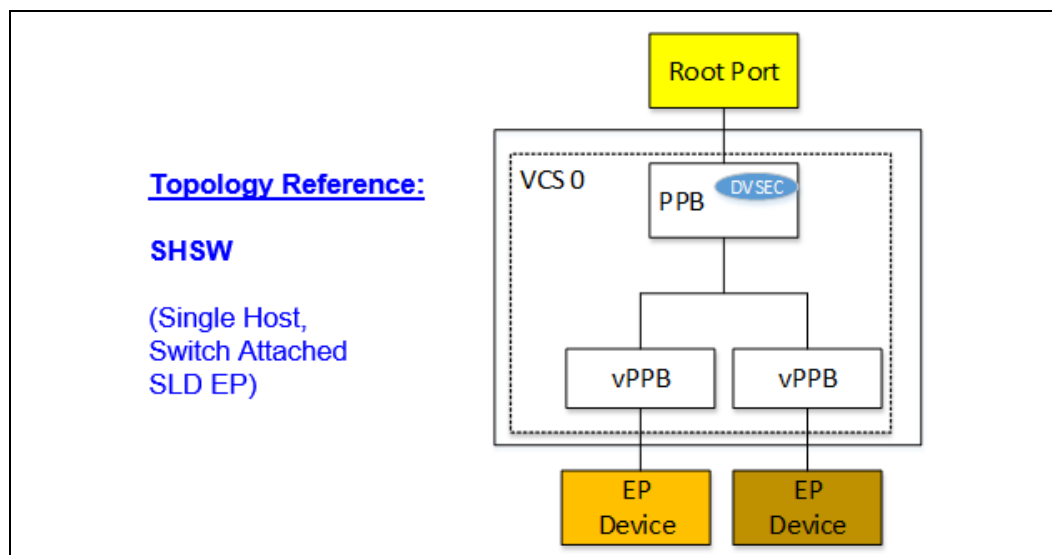 Topology Reference:
SHSW
(Single Host,
Switch Attached
SLD EP)
Root Port
VCS 0
PPB
DVSEC
vPPB
vPPB
EP
Device
EP
Device